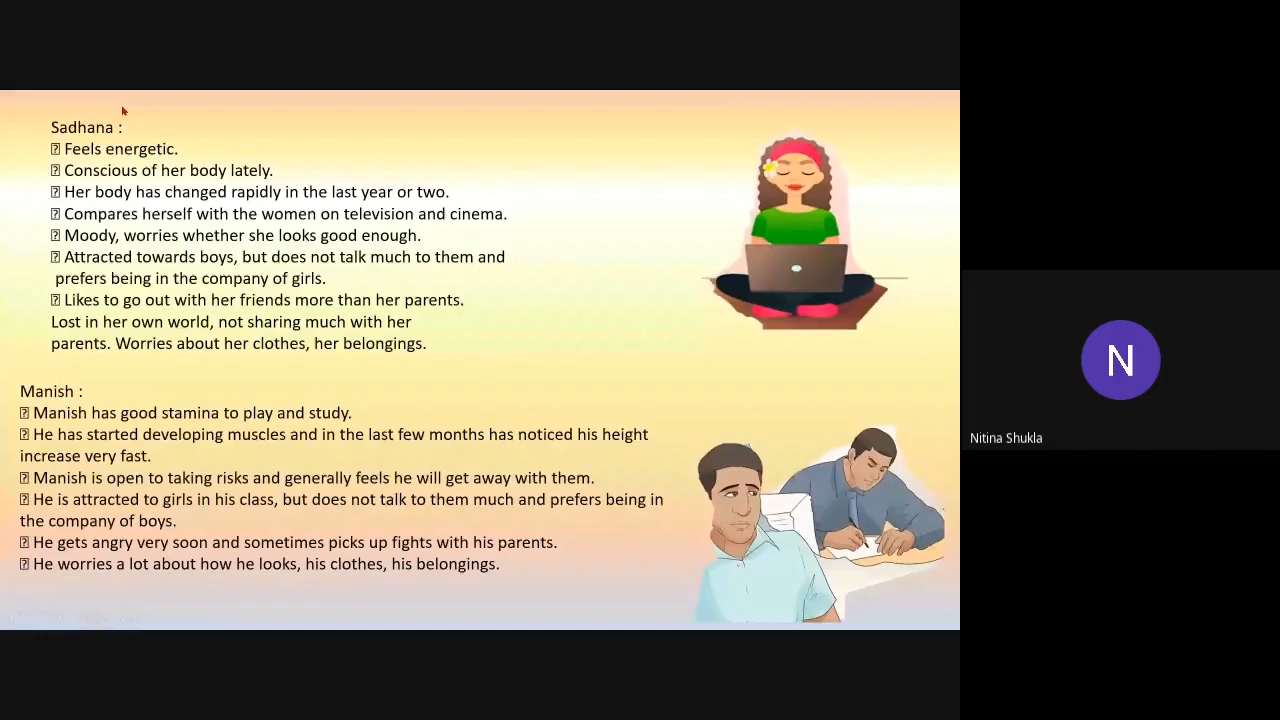 Sadhana :
⍰ Feels energetic.
⍰ Conscious of her body lately.
⍰ Her body has changed rapidly in the last year or two.
⍰ Compares herself with the women on television and cinema.
⍰ Moody, worries whether she looks good enough.
⍰ Attracted towards boys, but does not talk much to them and
prefers being in the company of girls.
⍰ Likes to go out with her friends more than her parents.
Lost in her own world, not sharing much with her
parents. Worries about her clothes, her belongings.
Manish :
⍰ Manish has good stamina to play and study.
⍰ He has started developing muscles and in the last few months has noticed his height
increase very fast.
⍰ Manish is open to taking risks and generally feels he will get away with them.
⍰ He is attracted to girls in his class, but does not talk to them much and prefers being in
the company of boys.
⍰ He gets angry very soon and sometimes picks up fights with his parents.
⍰ He worries a lot about how he looks, his clothes, his belongings.
N
Nitina Shukla